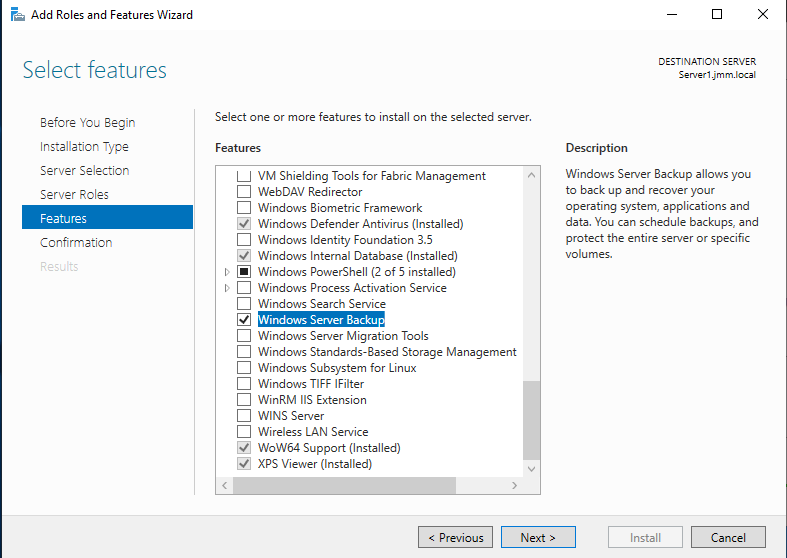 Add Roles and Features Wizard
Select features
DESTINATION SERVER
Server1.jmm.local
Before You Begin
Installation Type
Server Selection
Server Roles
Features
Confirmation
Results
Select one or more features to install on the selected server.
Features
VM Shielding Tools for Fabric Management
WebDAV Redirector
Windows Biometric Framework
Windows Defender Antivirus (Installed)
Windows Identity Foundation 3.5
Windows Internal Database (Installed)
Windows PowerShell (2 of 5 installed)
Windows Process Activation Service
Windows Search Service
Windows Server Backup
Windows Server Migration Tools
Windows Standards-Based Storage Management
Windows Subsystem for Linux
Windows TIFF IFilter
WinRM IIS Extension
WINS Server
Wireless LAN Service
WoW64 Support (Installed)
XPS Viewer (Installed)
Description
Windows Server Backup allows you
to back up and recover your
operating system, applications and
data. You can schedule backups, and
protect the entire server or specific
volumes.
< Previous
Next >
Install
Cancel